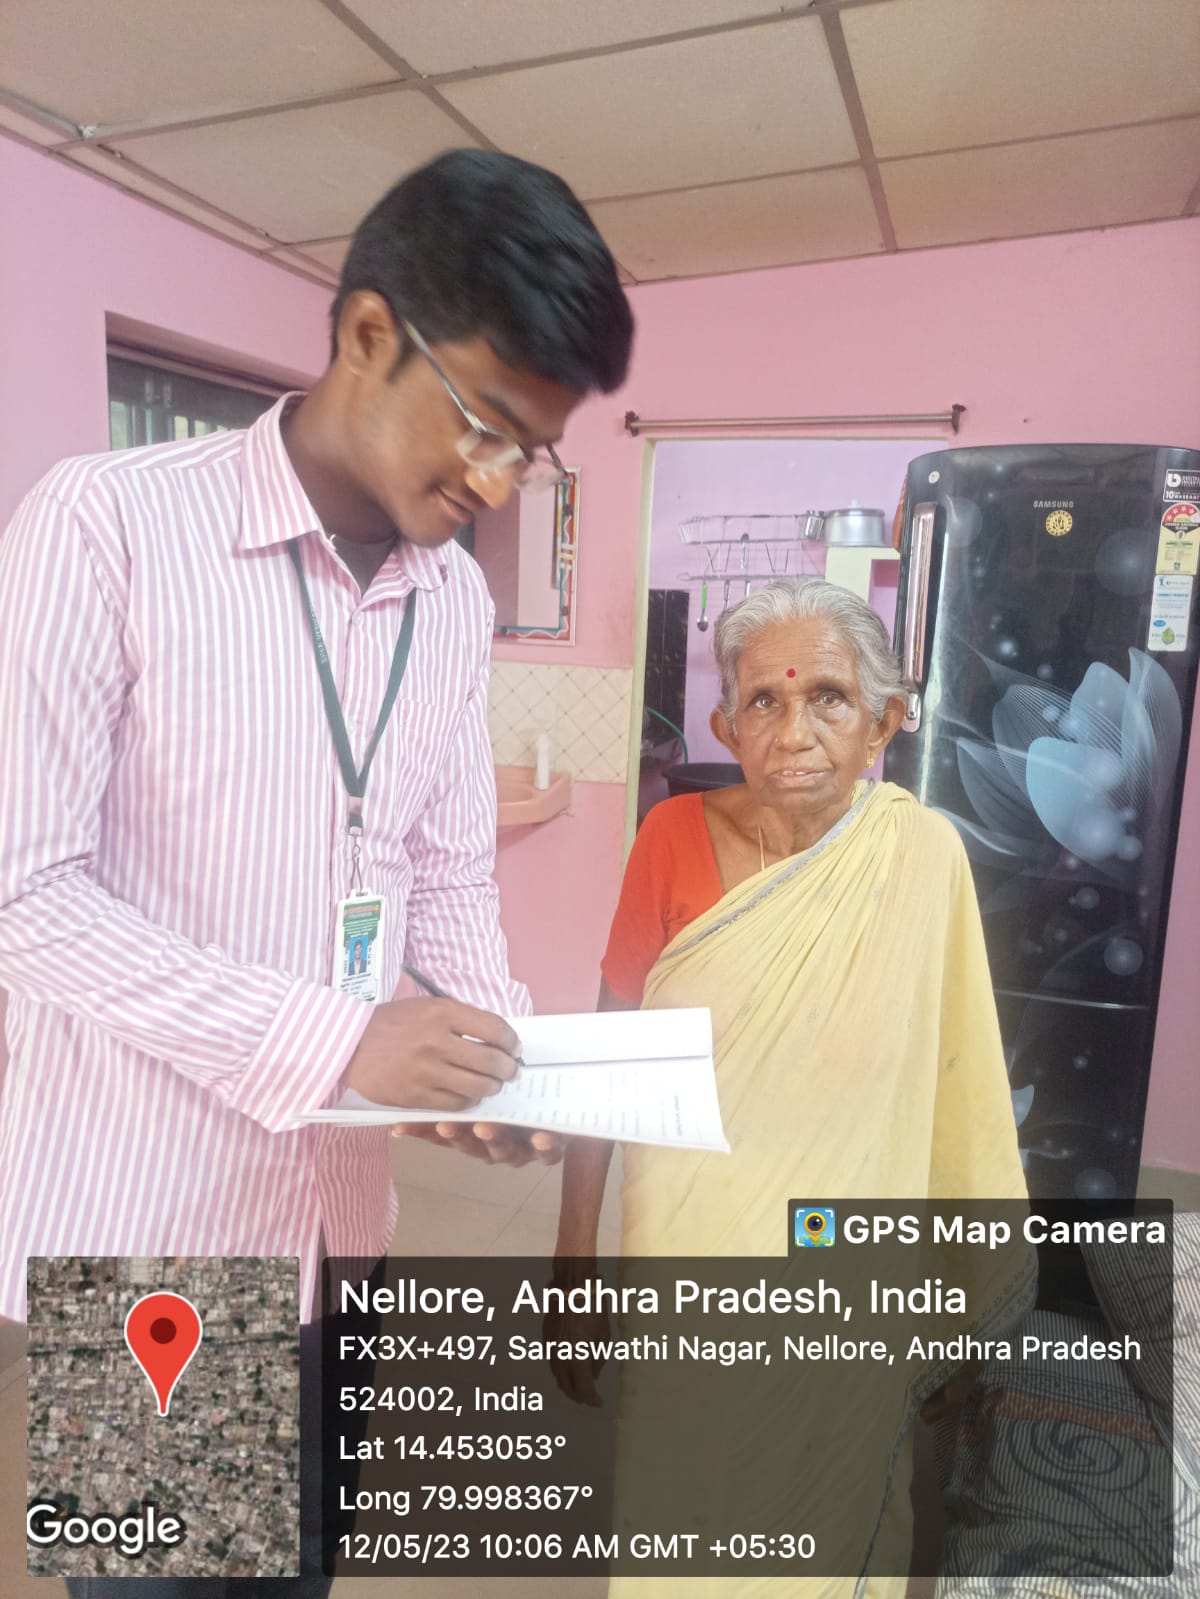 SAMSUNG
GPS Map Camera
Nellore, Andhra Pradesh, India
FX3X+497, Saraswathi Nagar, Nellore, Andhra Pradesh
524002, India
Lat 14.453053°
Long 79.998367°
12/05/23 10:06 AM GMT +05:30
Google